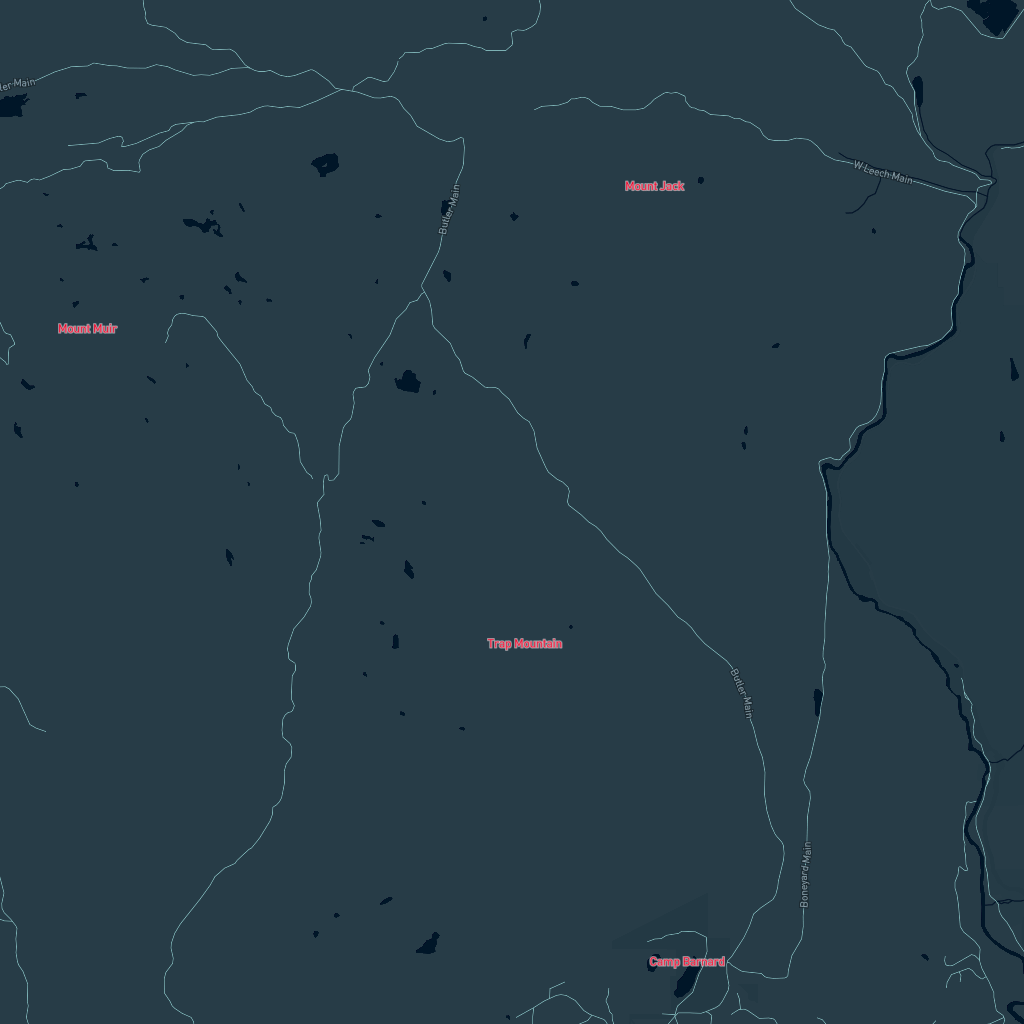 W Leech Main
Mount Jack
Butler Main
Mount Muir
Trap Mountain
Butler Main
Boneyard Main
Camp Barnard